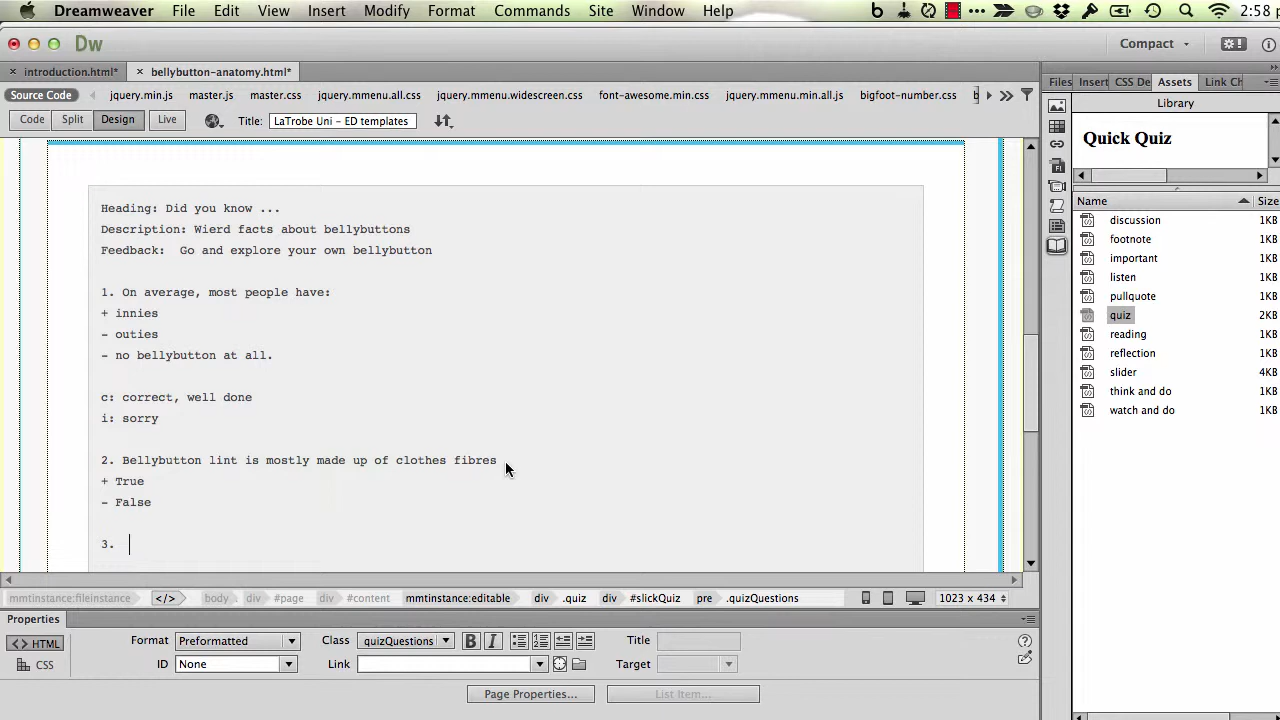 Dreamweaver File Edit View Insert Modify Format Commands Site Window Help 2:58 p
Dw Compact
introduction.html* bellybutton-anatomy.html* Files Insert CSS De Assets Link Ch
Source Code jquery.min.js master.js master.css jquery.mmenu.all.css jquery.mmenu.widescreen.css font-awesome.min.css jquery.mmenu.min.all.js bigfoot-number.css b
Library
Code Split Design Live Title: LaTrobe Uni - ED templates
Quick Quiz
Name Size
discussion 1KB
footnote 1KB
important 1KB
listen 1KB
pullquote 1KB
quiz 2KB
reading 1KB
reflection 1KB
slider 4KB
think and do 1KB
watch and do 1KB
Heading: Did you know ...
Description: Wierd facts about bellybuttons
Feedback: Go and explore your own bellybutton
1. On average, most people have:
+ innies
- outies
- no bellybutton at all.
c: correct, well done
i: sorry
2. Bellybutton lint is mostly made up of clothes fibres
+ True
- False
3.
mmtinstance:fileinstance </> body div #page div #content mmtinstance:editable div .quiz div #slickQuiz pre .quizQuestions 1023 x 434
Properties
<> HTML Format Preformatted Class quizQuestions B I Title
CSS ID None Link Target
Page Properties... List Item...